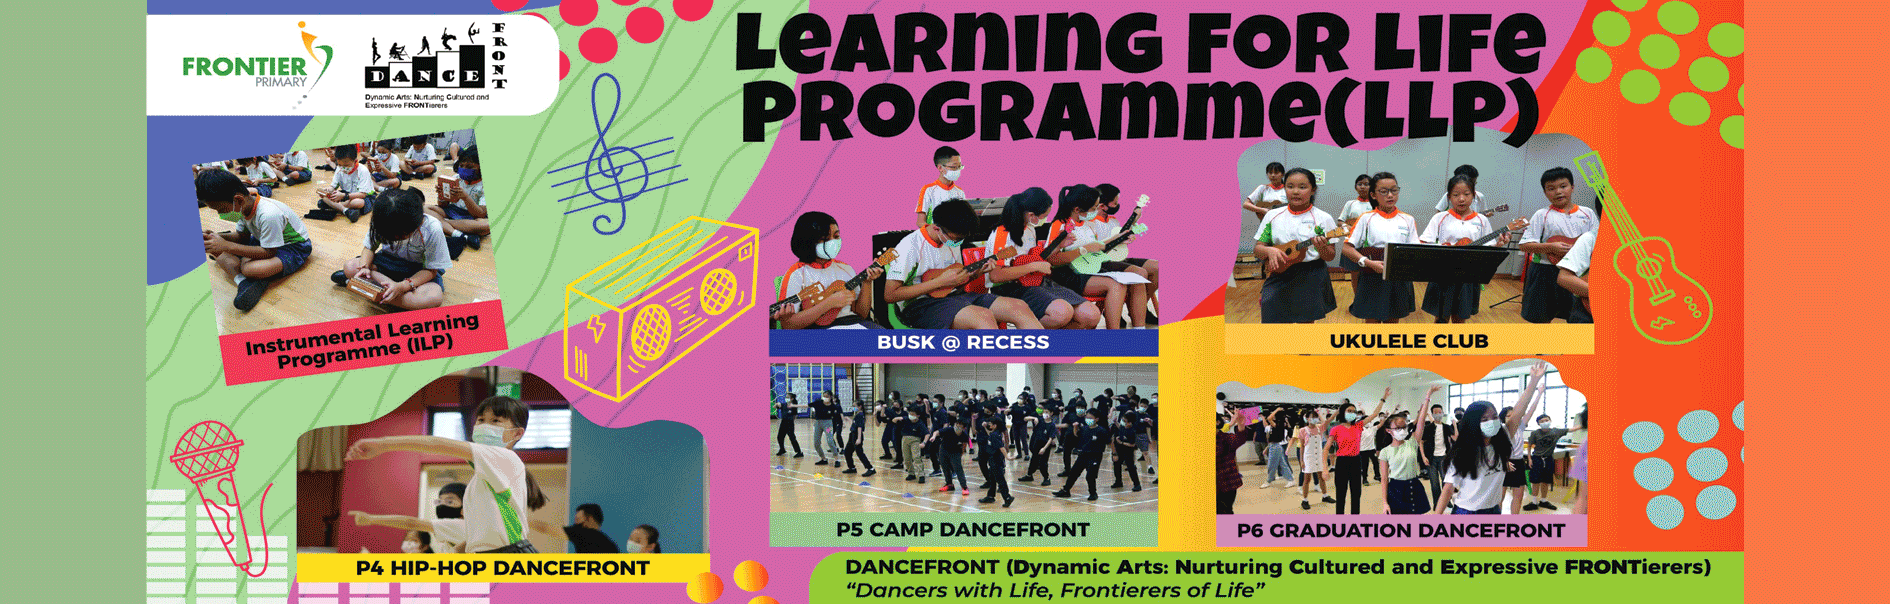 FRONTIER
PRIMARY
DANCE
FRONT
Dynamic Arts: Nurturing Cultured and
Expressive FRONTierers
LEARNING FOR LIFE
PROGRAMME(LLP)
Instrumental Learning
Programme (ILP)
BUSK @ RECESS
UKULELE CLUB
P4 HIP-HOP DANCEFRONT
P5 CAMP DANCEFRONT
P6 GRADUATION DANCEFRONT
DANCEFRONT (Dynamic Arts: Nurturing Cultured and Expressive FRONTierers)
“Dancers with Life, Frontierers of Life”